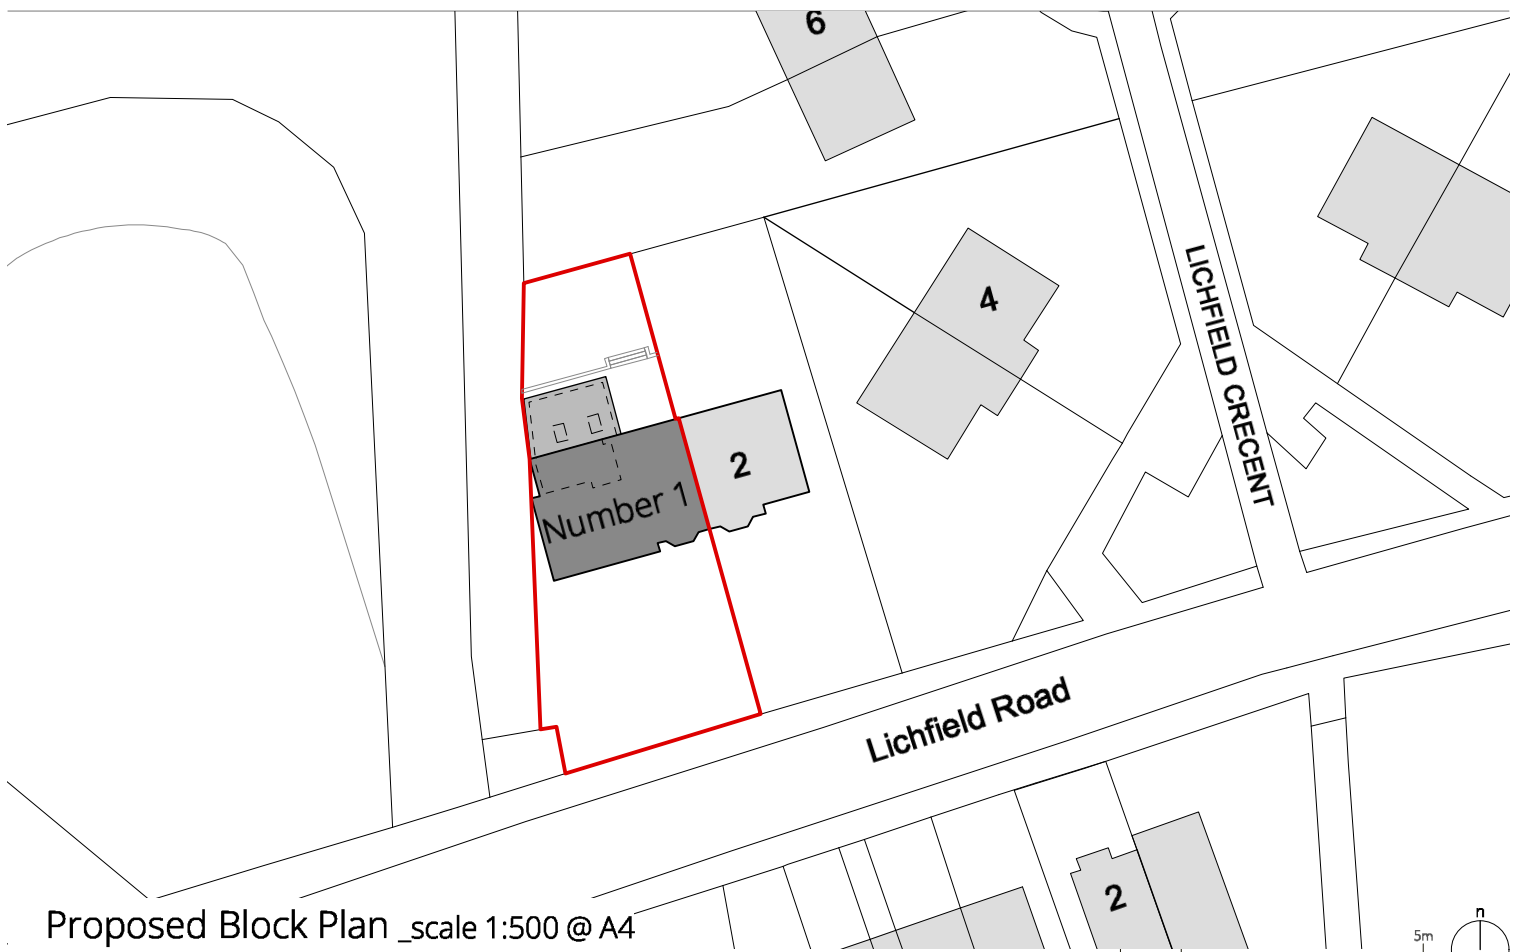 6
4
LICHFIELD CRECENT
2
Number 1
Lichfield Road
2
Proposed Block Plan _scale 1:500 @ A4
n
5m